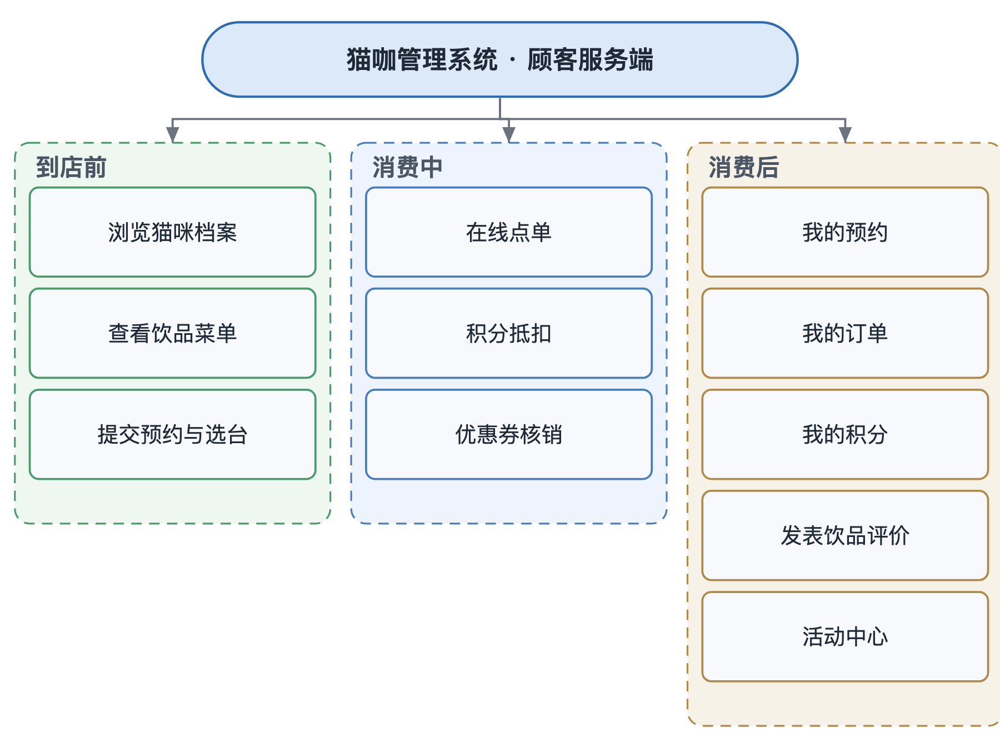 猫咖管理系统 · 顾客服务端
到店前
浏览猫咪档案
查看饮品菜单
提交预约与选台
消费中
在线点单
积分抵扣
优惠券核销
消费后
我的预约
我的订单
我的积分
发表饮品评价
活动中心